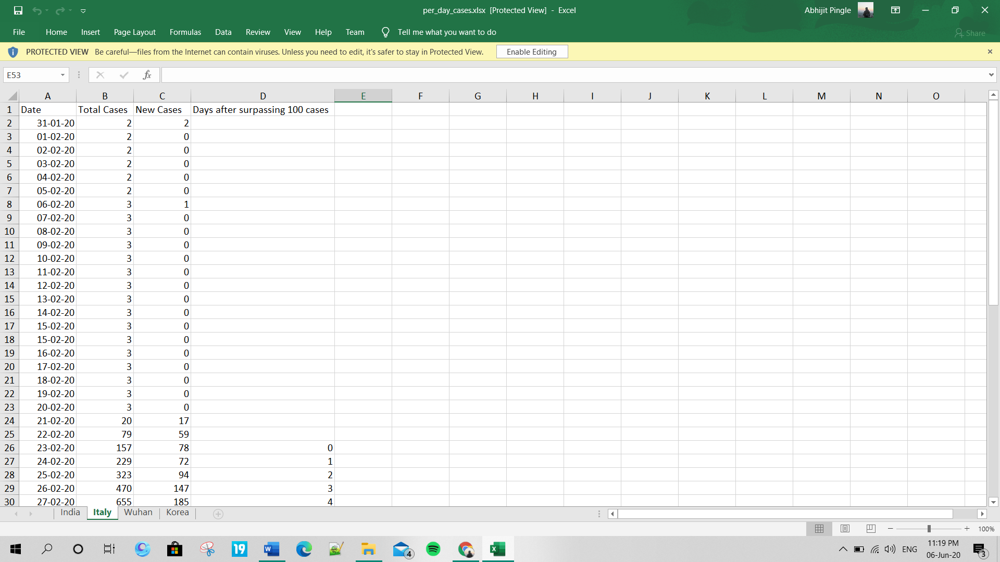 per_day_cases.xlsx [Protected View] - Excel
Abhijit Pingle
File Home Insert Page Layout Formulas Data Review View Help Team Tell me what you want to do Share
PROTECTED VIEW Be careful—files from the Internet can contain viruses. Unless you need to edit, it's safer to stay in Protected View. Enable Editing
E53 fx
A B C D E F G H I J K L M N O
1 Date Total Cases New Cases Days after surpassing 100 cases
2 31-01-20 2 2
3 01-02-20 2 0
4 02-02-20 2 0
5 03-02-20 2 0
6 04-02-20 2 0
7 05-02-20 2 0
8 06-02-20 3 1
9 07-02-20 3 0
10 08-02-20 3 0
11 09-02-20 3 0
12 10-02-20 3 0
13 11-02-20 3 0
14 12-02-20 3 0
15 13-02-20 3 0
16 14-02-20 3 0
17 15-02-20 3 0
18 15-02-20 3 0
19 16-02-20 3 0
20 17-02-20 3 0
21 18-02-20 3 0
22 19-02-20 3 0
23 20-02-20 3 0
24 21-02-20 20 17
25 22-02-20 79 59
26 23-02-20 157 78 0
27 24-02-20 229 72 1
28 25-02-20 323 94 2
29 26-02-20 470 147 3
30 27-02-20 655 185 4
India Italy Wuhan Korea
100%
19 W 4 X ENG 11:19 PM
06-Jun-20 3